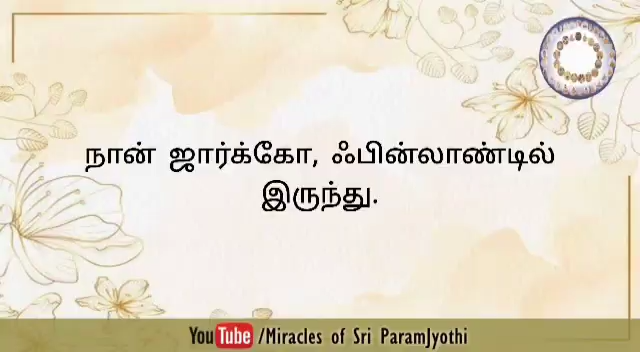 நான் ஜார்க்கோ, ஃபின்லாண்டில்
இருந்து.
YouTube /Miracles of Sri ParamJyothi